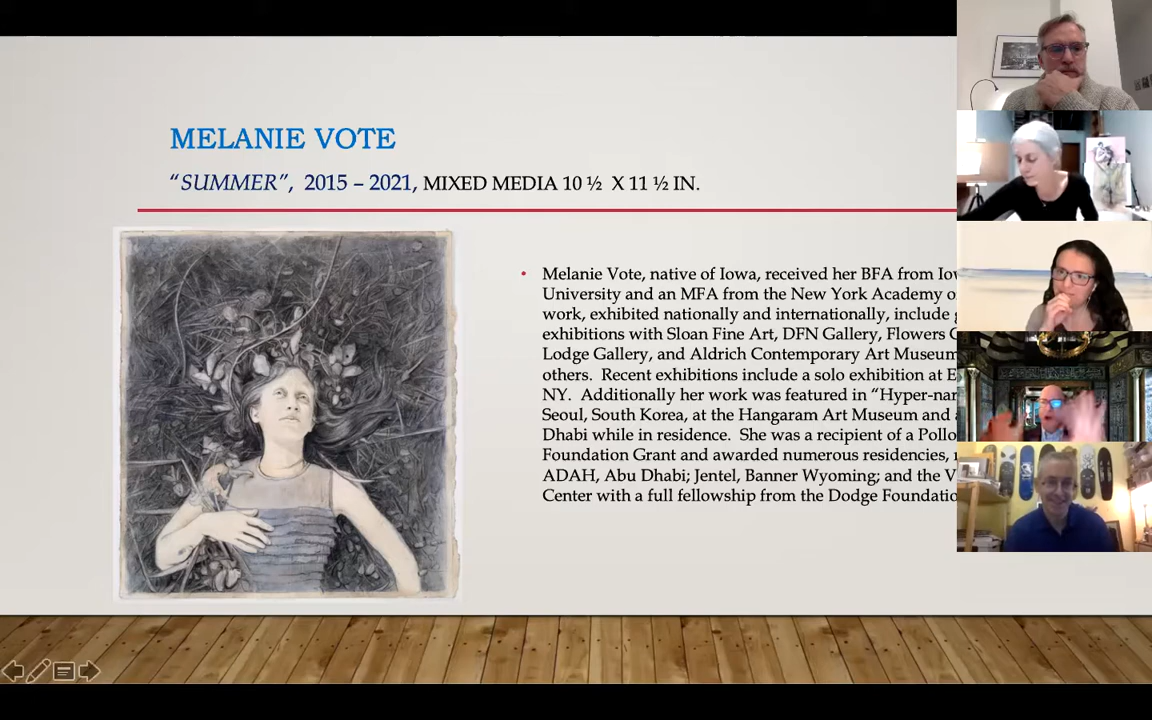 MELANIE VOTE
“SUMMER”, 2015 – 2021, MIXED MEDIA 10 ½ X 11 ½ IN.
• Melanie Vote, native of Iowa, received her BFA from
University and an MFA from the New York Academy
work, exhibited nationally and internationally, include
exhibitions with Sloan Fine Art, DFN Gallery, Flowers
Lodge Gallery, and Aldrich Contemporary Art Museum
others. Recent exhibitions include a solo exhibition at
NY. Additionally her work was featured in “Hyper-
Seoul, South Korea, at the Hangaram Art Museum and
Dhabi while in residence. She was a recipient of a
Foundation Grant and awarded numerous residencies,
ADAH, Abu Dhabi; Jentel, Banner Wyoming; and the
Center with a full fellowship from the Dodge